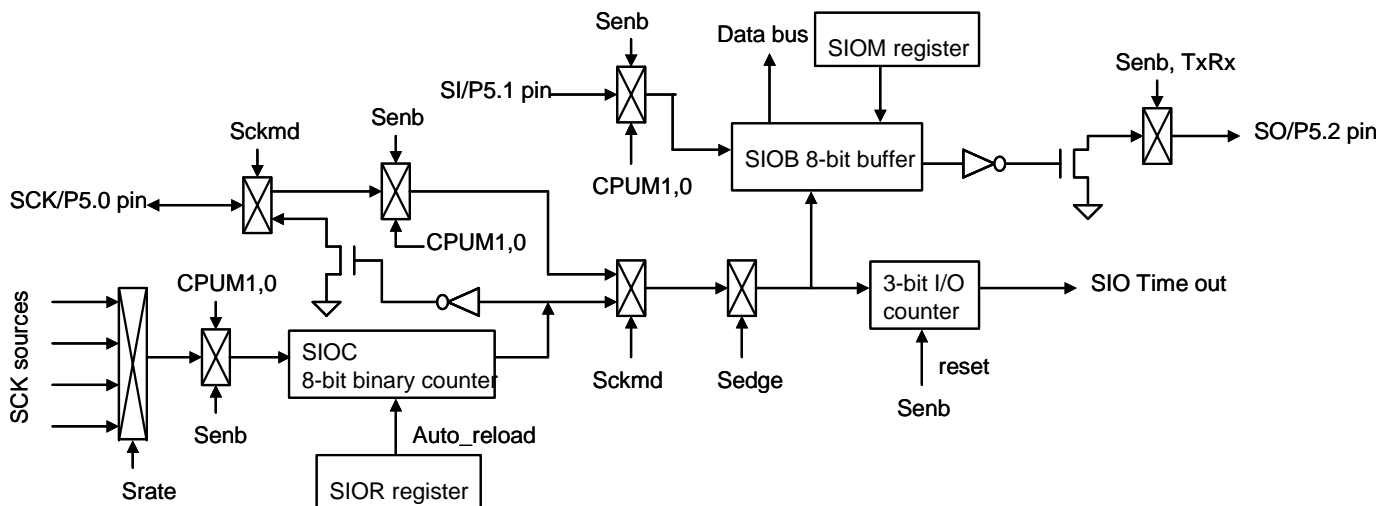 Senb
Data bus
SIOM register
Senb, TxRx
SI/P5.1 pin
Sckmd
Senb
SIOB 8-bit buffer
SO/P5.2 pin
CPUM1,0
SCK/P5.0 pin
CPUM1,0
CPUM1,0
3-bit I/O
counter
SIO Time out
SCK sources
SIOC
8-bit binary counter
Sckmd
Sedge
reset
Senb
Senb
Auto_reload
Srate
SIOR register